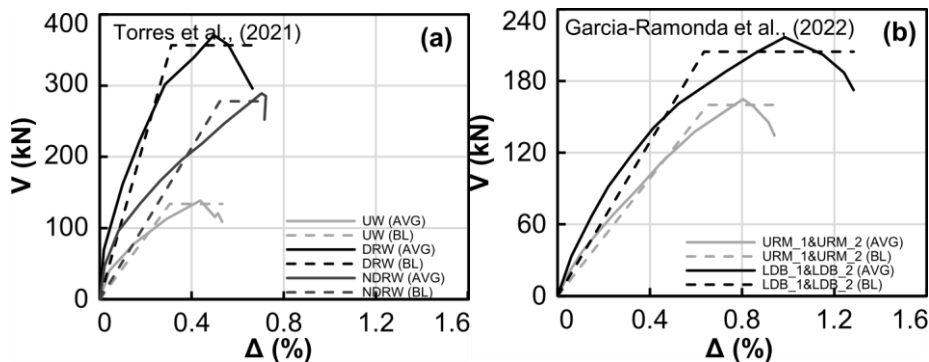 400
300
200
100
0
V (kN)
Torres et al., (2021)
(a)
UW (AVG)
UW (BL)
DRW (AVG)
DRW (BL)
NDRW (AVG)
NDRW (BL)
0 0.4 0.8 1.2 1.6
Δ (%)
240
180
120
60
0
V (kN)
Garcia-Ramonda et al., (2022)
(b)
URM_1&URM_2 (AVG)
URM_1&URM_2 (BL)
LDB_1&LDB_2 (AVG)
LDB_1&LDB_2 (BL)
0 0.4 0.8 1.2 1.6
Δ (%)